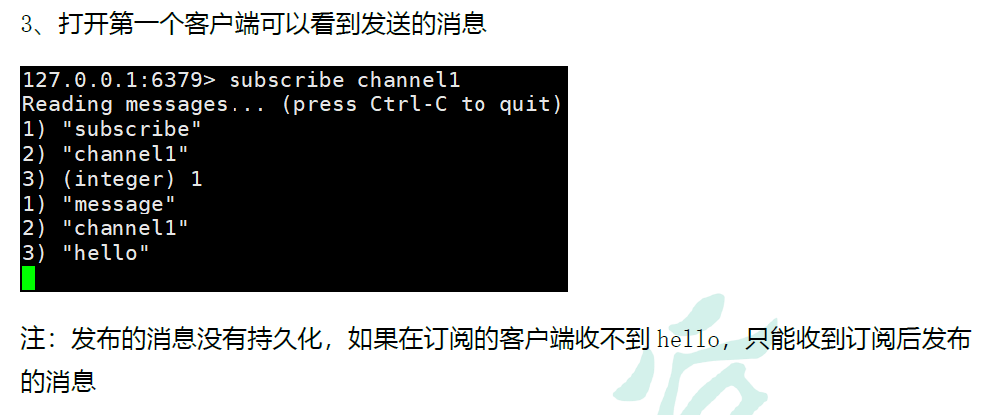 3、打开第一个客户端可以看到发送的消息
127.0.0.1:6379> subscribe channel1
Reading messages... (press Ctrl-C to quit)
1) "subscribe"
2) "channel1"
3) (integer) 1
1) "message"
2) "channel1"
3) "hello"
注：发布的消息没有持久化，如果在订阅的客户端收不到 hello，只能收到订阅后发布
的消息